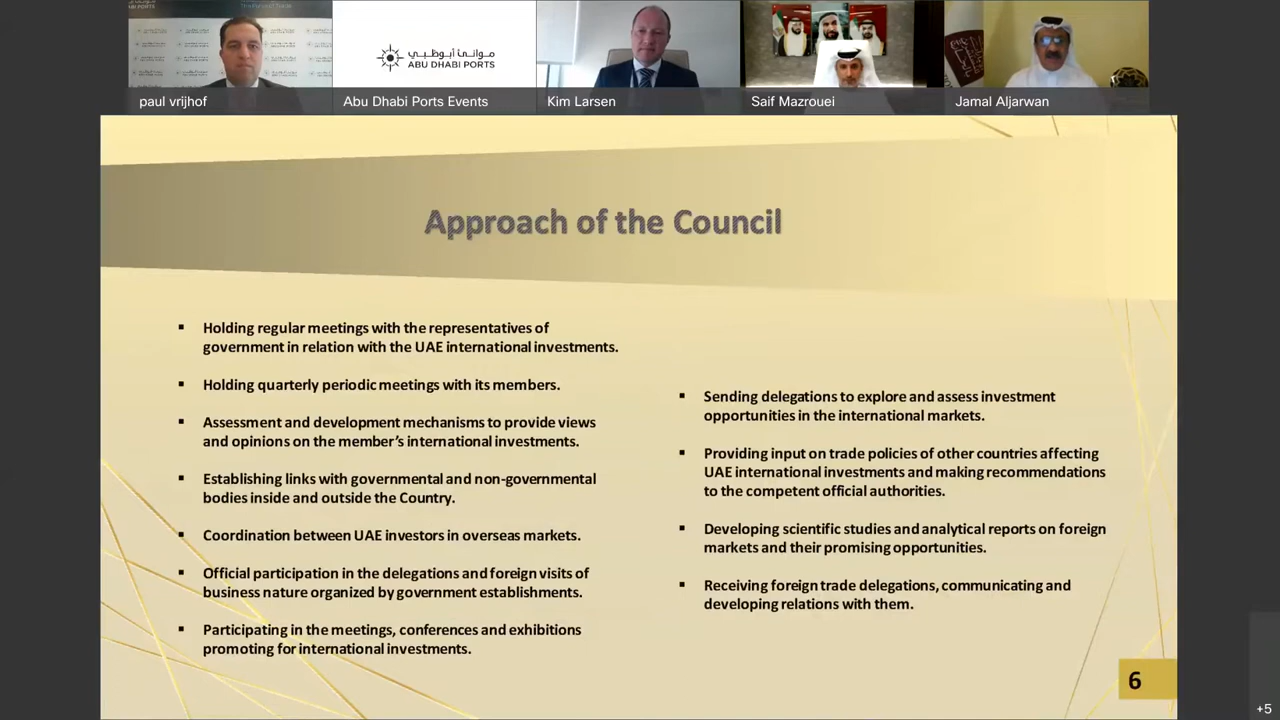 paul vrijhof
موانئ أبوظبي
ABU DHABI PORTS
Abu Dhabi Ports Events
Kim Larsen
Saif Mazrouei
Jamal Aljarwan
Approach of the Council
▪ Holding regular meetings with the representatives of
government in relation with the UAE international investments.
▪ Holding quarterly periodic meetings with its members.
▪ Assessment and development mechanisms to provide views
and opinions on the member's international investments.
▪ Establishing links with governmental and non-governmental
bodies inside and outside the Country.
▪ Coordination between UAE investors in overseas markets.
▪ Official participation in the delegations and foreign visits of
business nature organized by government establishments.
▪ Participating in the meetings, conferences and exhibitions
promoting for international investments.
▪ Sending delegations to explore and assess investment
opportunities in the international markets.
▪ Providing input on trade policies of other countries affecting
UAE international investments and making recommendations
to the competent official authorities.
▪ Developing scientific studies and analytical reports on foreign
markets and their promising opportunities.
▪ Receiving foreign trade delegations, communicating and
developing relations with them.
6
+5